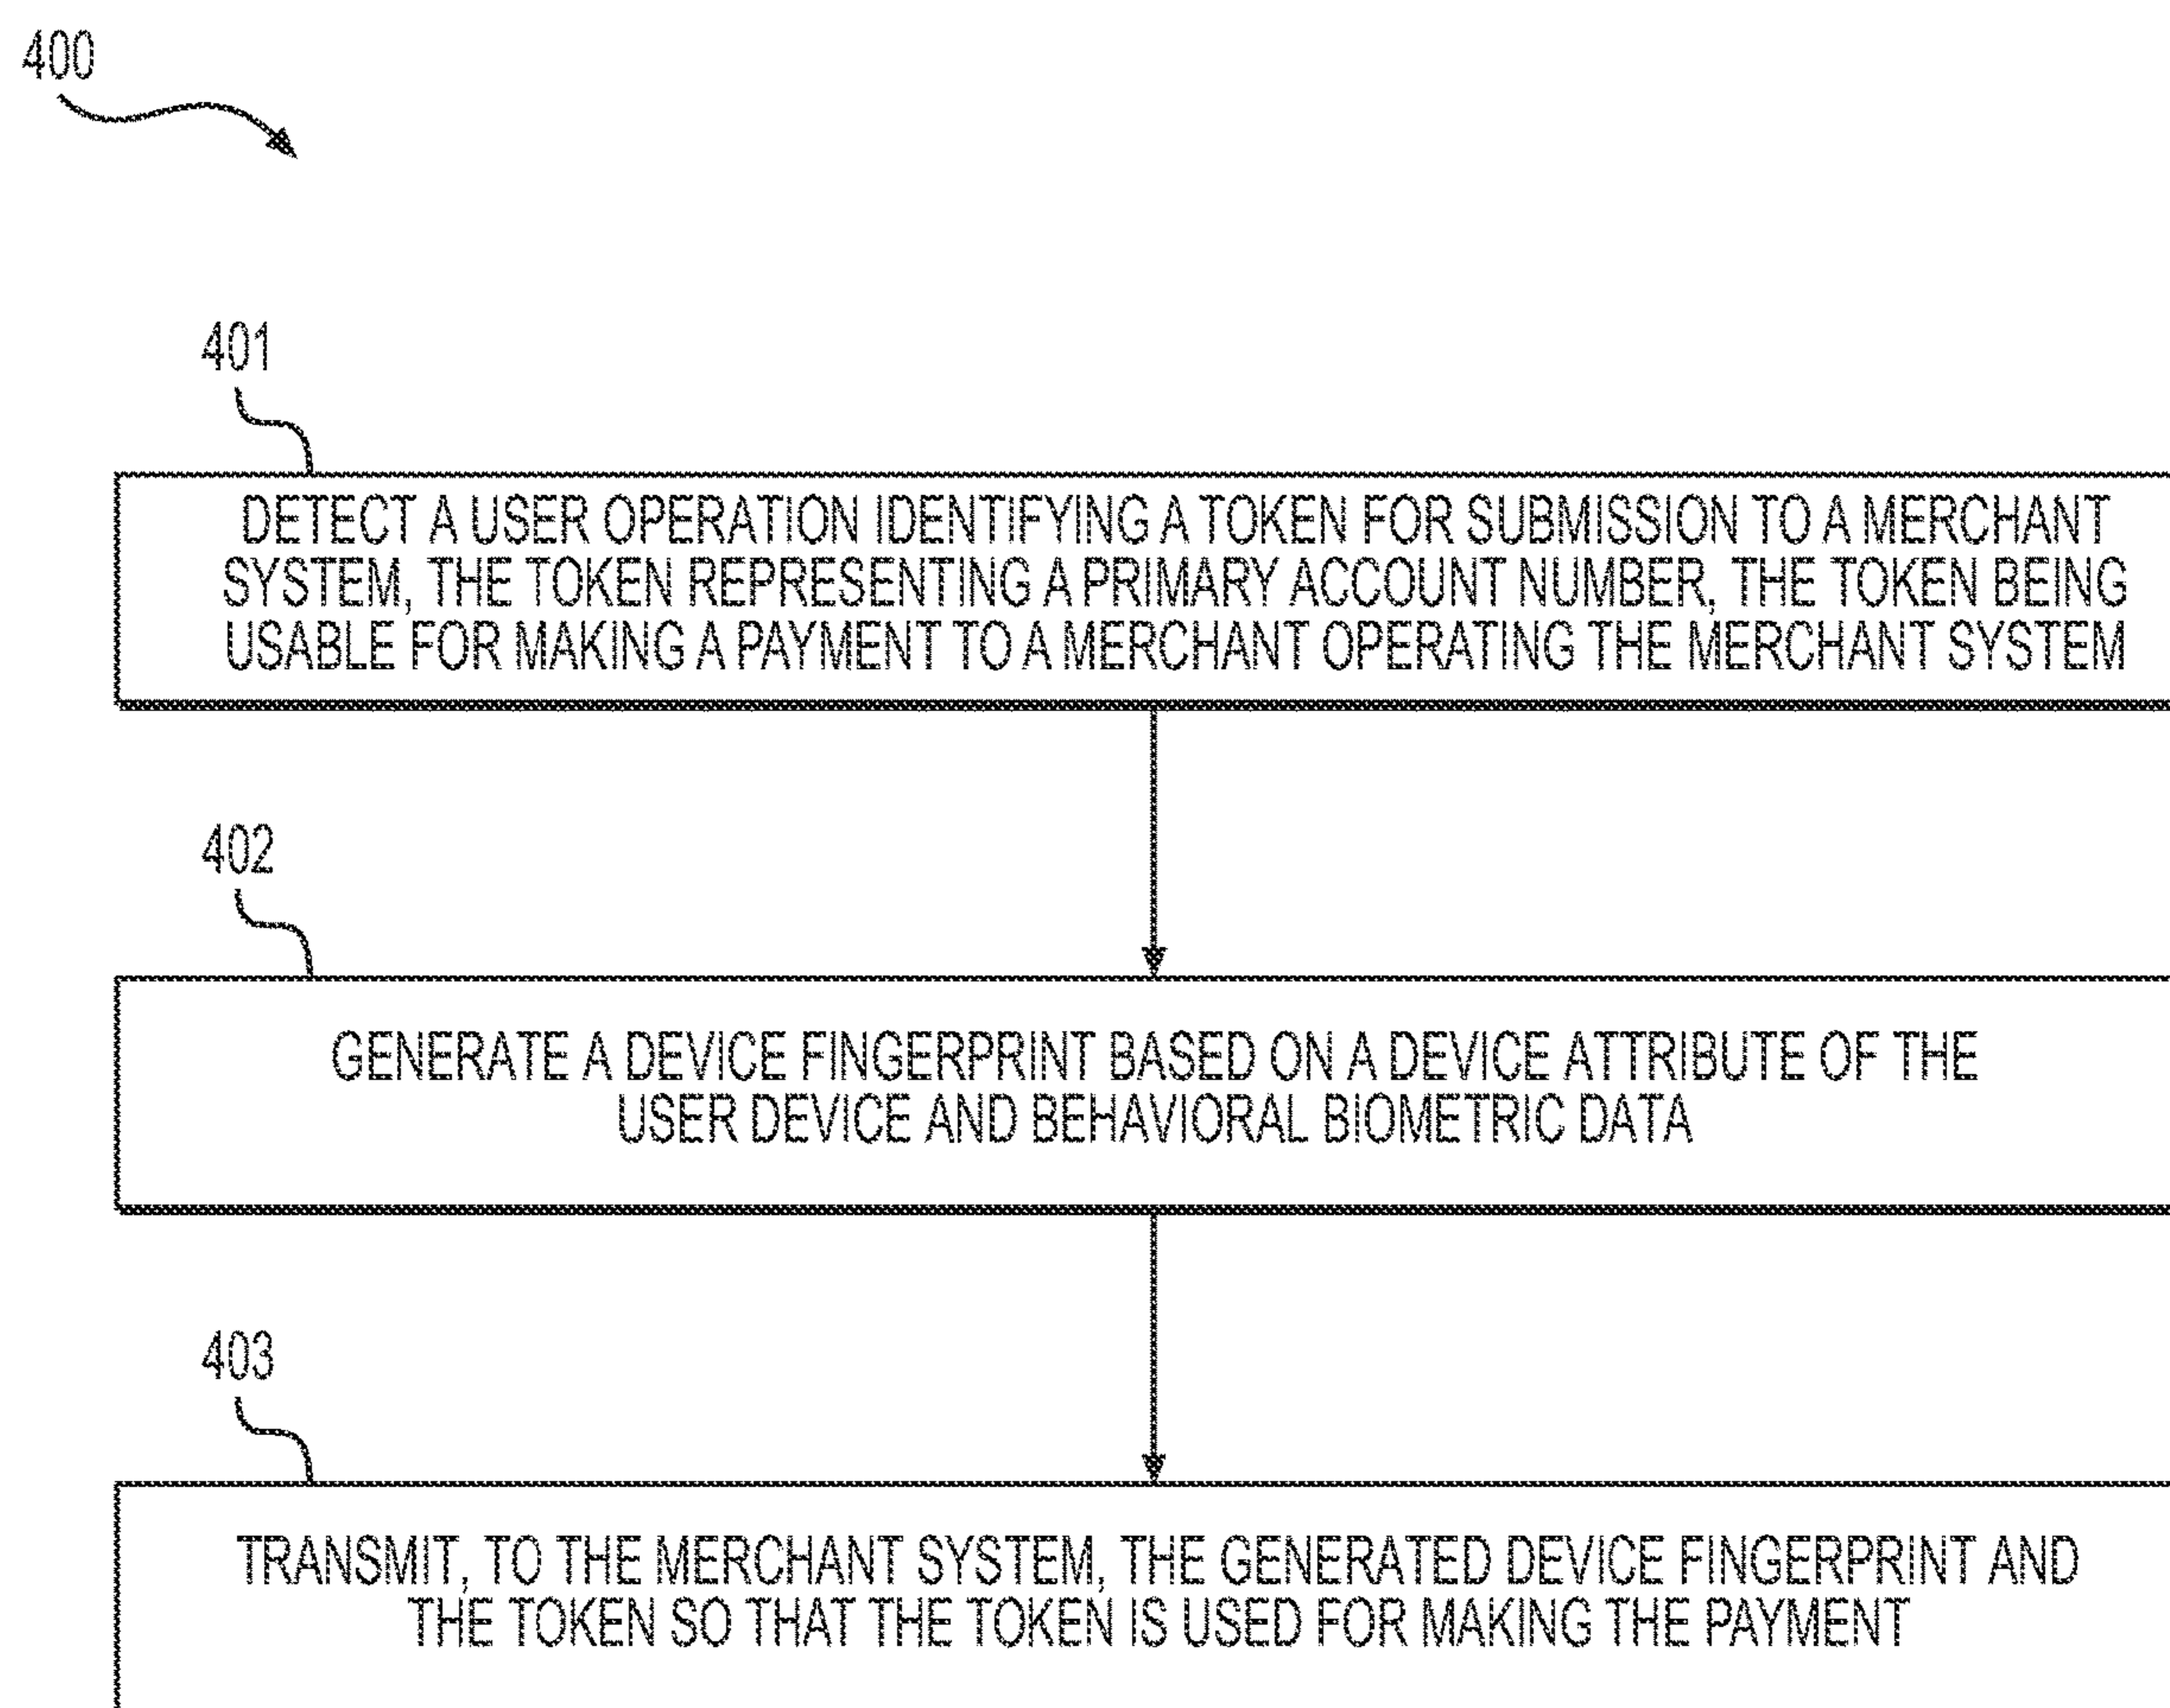 400
401
DETECT A USER OPERATION IDENTIFYING A TOKEN FOR SUBMISSION TO A MERCHANT
SYSTEM, THE TOKEN REPRESENTING A PRIMARY ACCOUNT NUMBER, THE TOKEN BEING
USABLE FOR MAKING A PAYMENT TO A MERCHANT OPERATING THE MERCHANT SYSTEM
402
GENERATE A DEVICE FINGERPRINT BASED ON A DEVICE ATTRIBUTE OF THE
USER DEVICE AND BEHAVIORAL BIOMETRIC DATA
403
TRANSMIT, TO THE MERCHANT SYSTEM, THE GENERATED DEVICE FINGERPRINT AND
THE TOKEN SO THAT THE TOKEN IS USED FOR MAKING THE PAYMENT